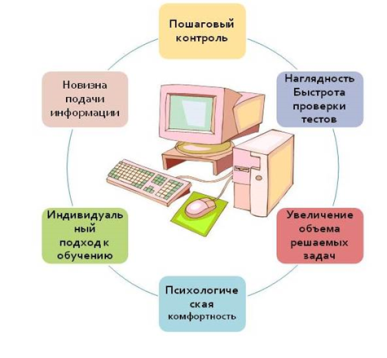 Пошаговый
контроль
Наглядность
Быстрота
проверки
тестов
Увеличение
объема
решаемых
задач
Психологиче
ская
комфортность
Индивидуаль
ный
подход к
обучению
Новизна
подачи
информации